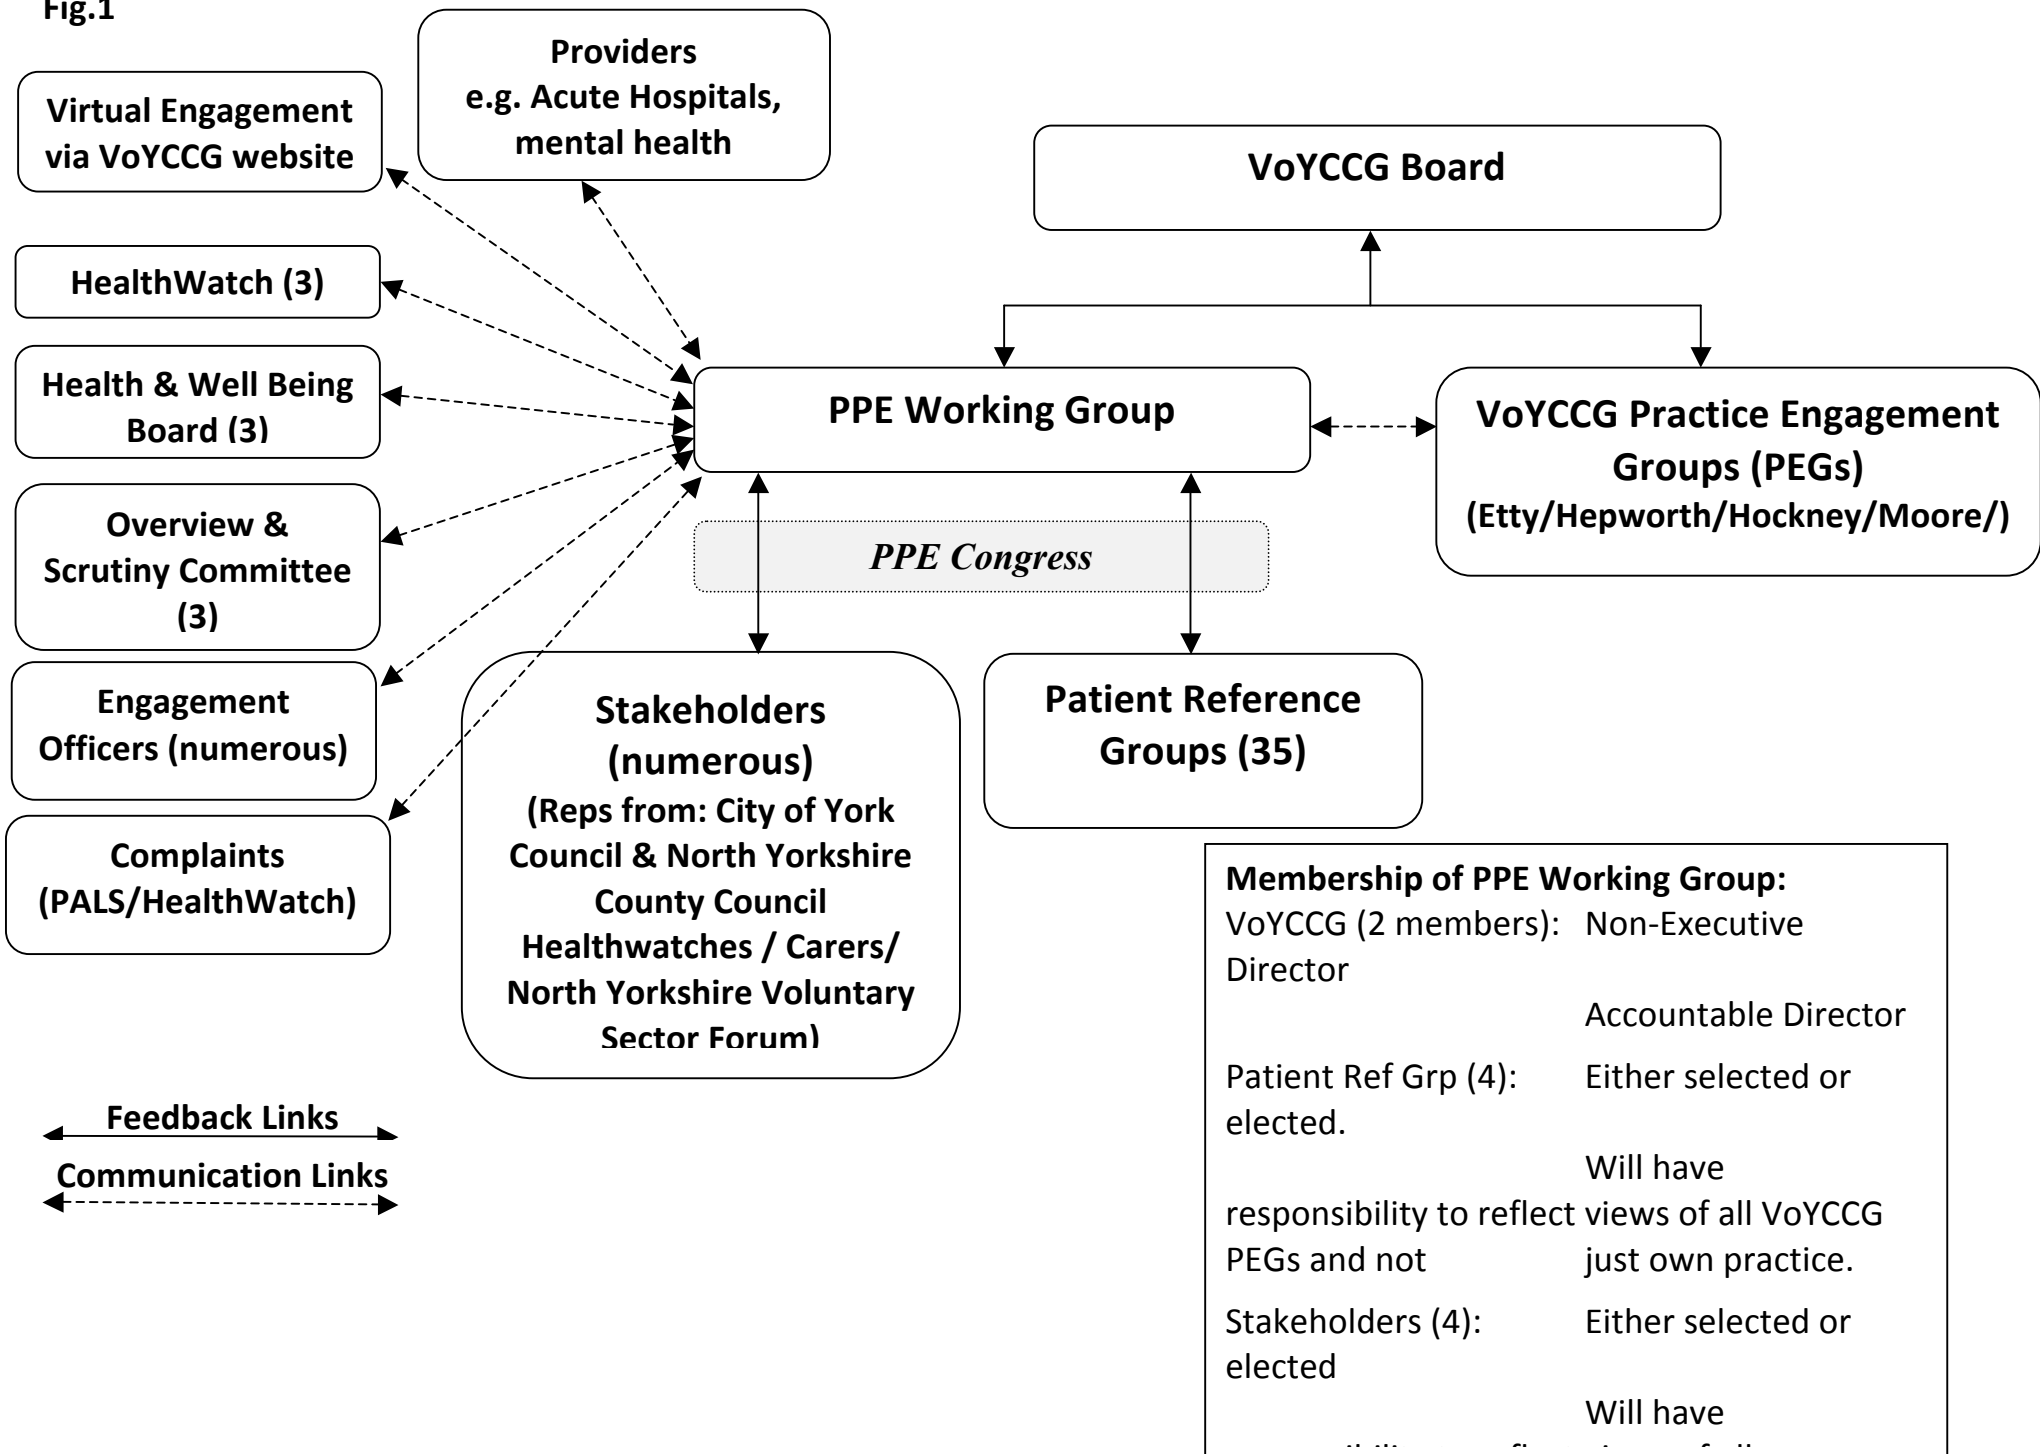 Fig.1
Providers
e.g. Acute Hospitals,
mental health
Virtual Engagement
via VoYCCG website
VoYCCG Board
HealthWatch (3)
Health & Well Being
Board (3)
PPE Working Group
VoYCCG Practice Engagement
Groups (PEGs)
(Etty/Hepworth/Hockney/Moore/)
Overview &
Scrutiny Committee
(3)
PPE Congress
Engagement
Officers (numerous)
Stakeholders
(numerous)
(Reps from: City of York
Council & North Yorkshire
County Council
Healthwatches / Carers/
North Yorkshire Voluntary
Sector Forum)
Patient Reference
Groups (35)
Complaints
(PALS/HealthWatch)
Membership of PPE Working Group:
VoYCCG (2 members): Non-Executive
Director
Accountable Director
Patient Ref Grp (4): Either selected or
elected.
Will have
responsibility to reflect views of all VoYCCG
PEGs and not just own practice.
Stakeholders (4): Either selected or
elected
Will have
Feedback Links
Communication Links